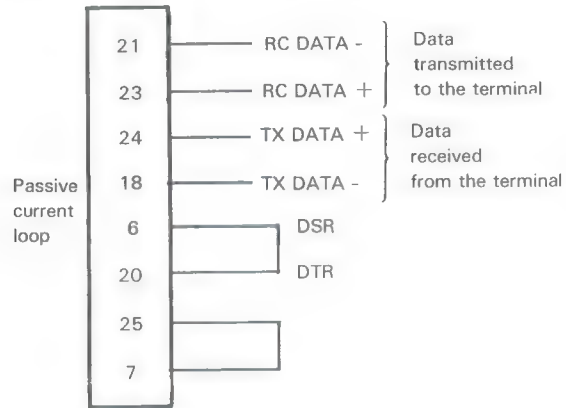 21 RC DATA -
23 RC DATA +
Data
transmitted
to the terminal
24 TX DATA +
18 TX DATA -
Data
received
from the terminal
Passive
current
loop
6 DSR
20 DTR
25
7